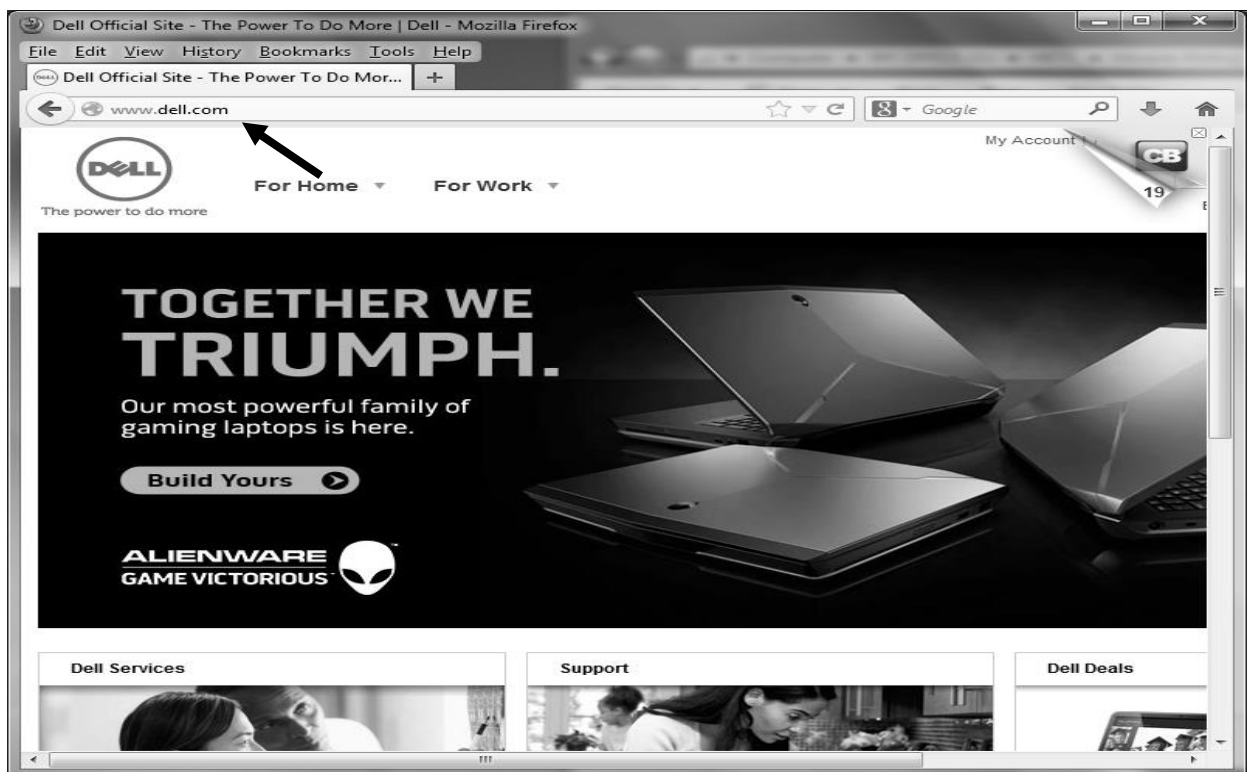 Dell Official Site - The Power To Do More | Dell - Mozilla Firefox
File Edit View History Bookmarks Tools Help
Dell Official Site - The Power To Do Mor... +
www.dell.com
Google
My Account
DELL
The power to do more
For Home For Work
CB
19
TOGETHER WE
TRIUMPH.
Our most powerful family of
gaming laptops is here.
Build Yours
ALIENWARE
GAME VICTORIOUS
Dell Services
Support
Dell Deals